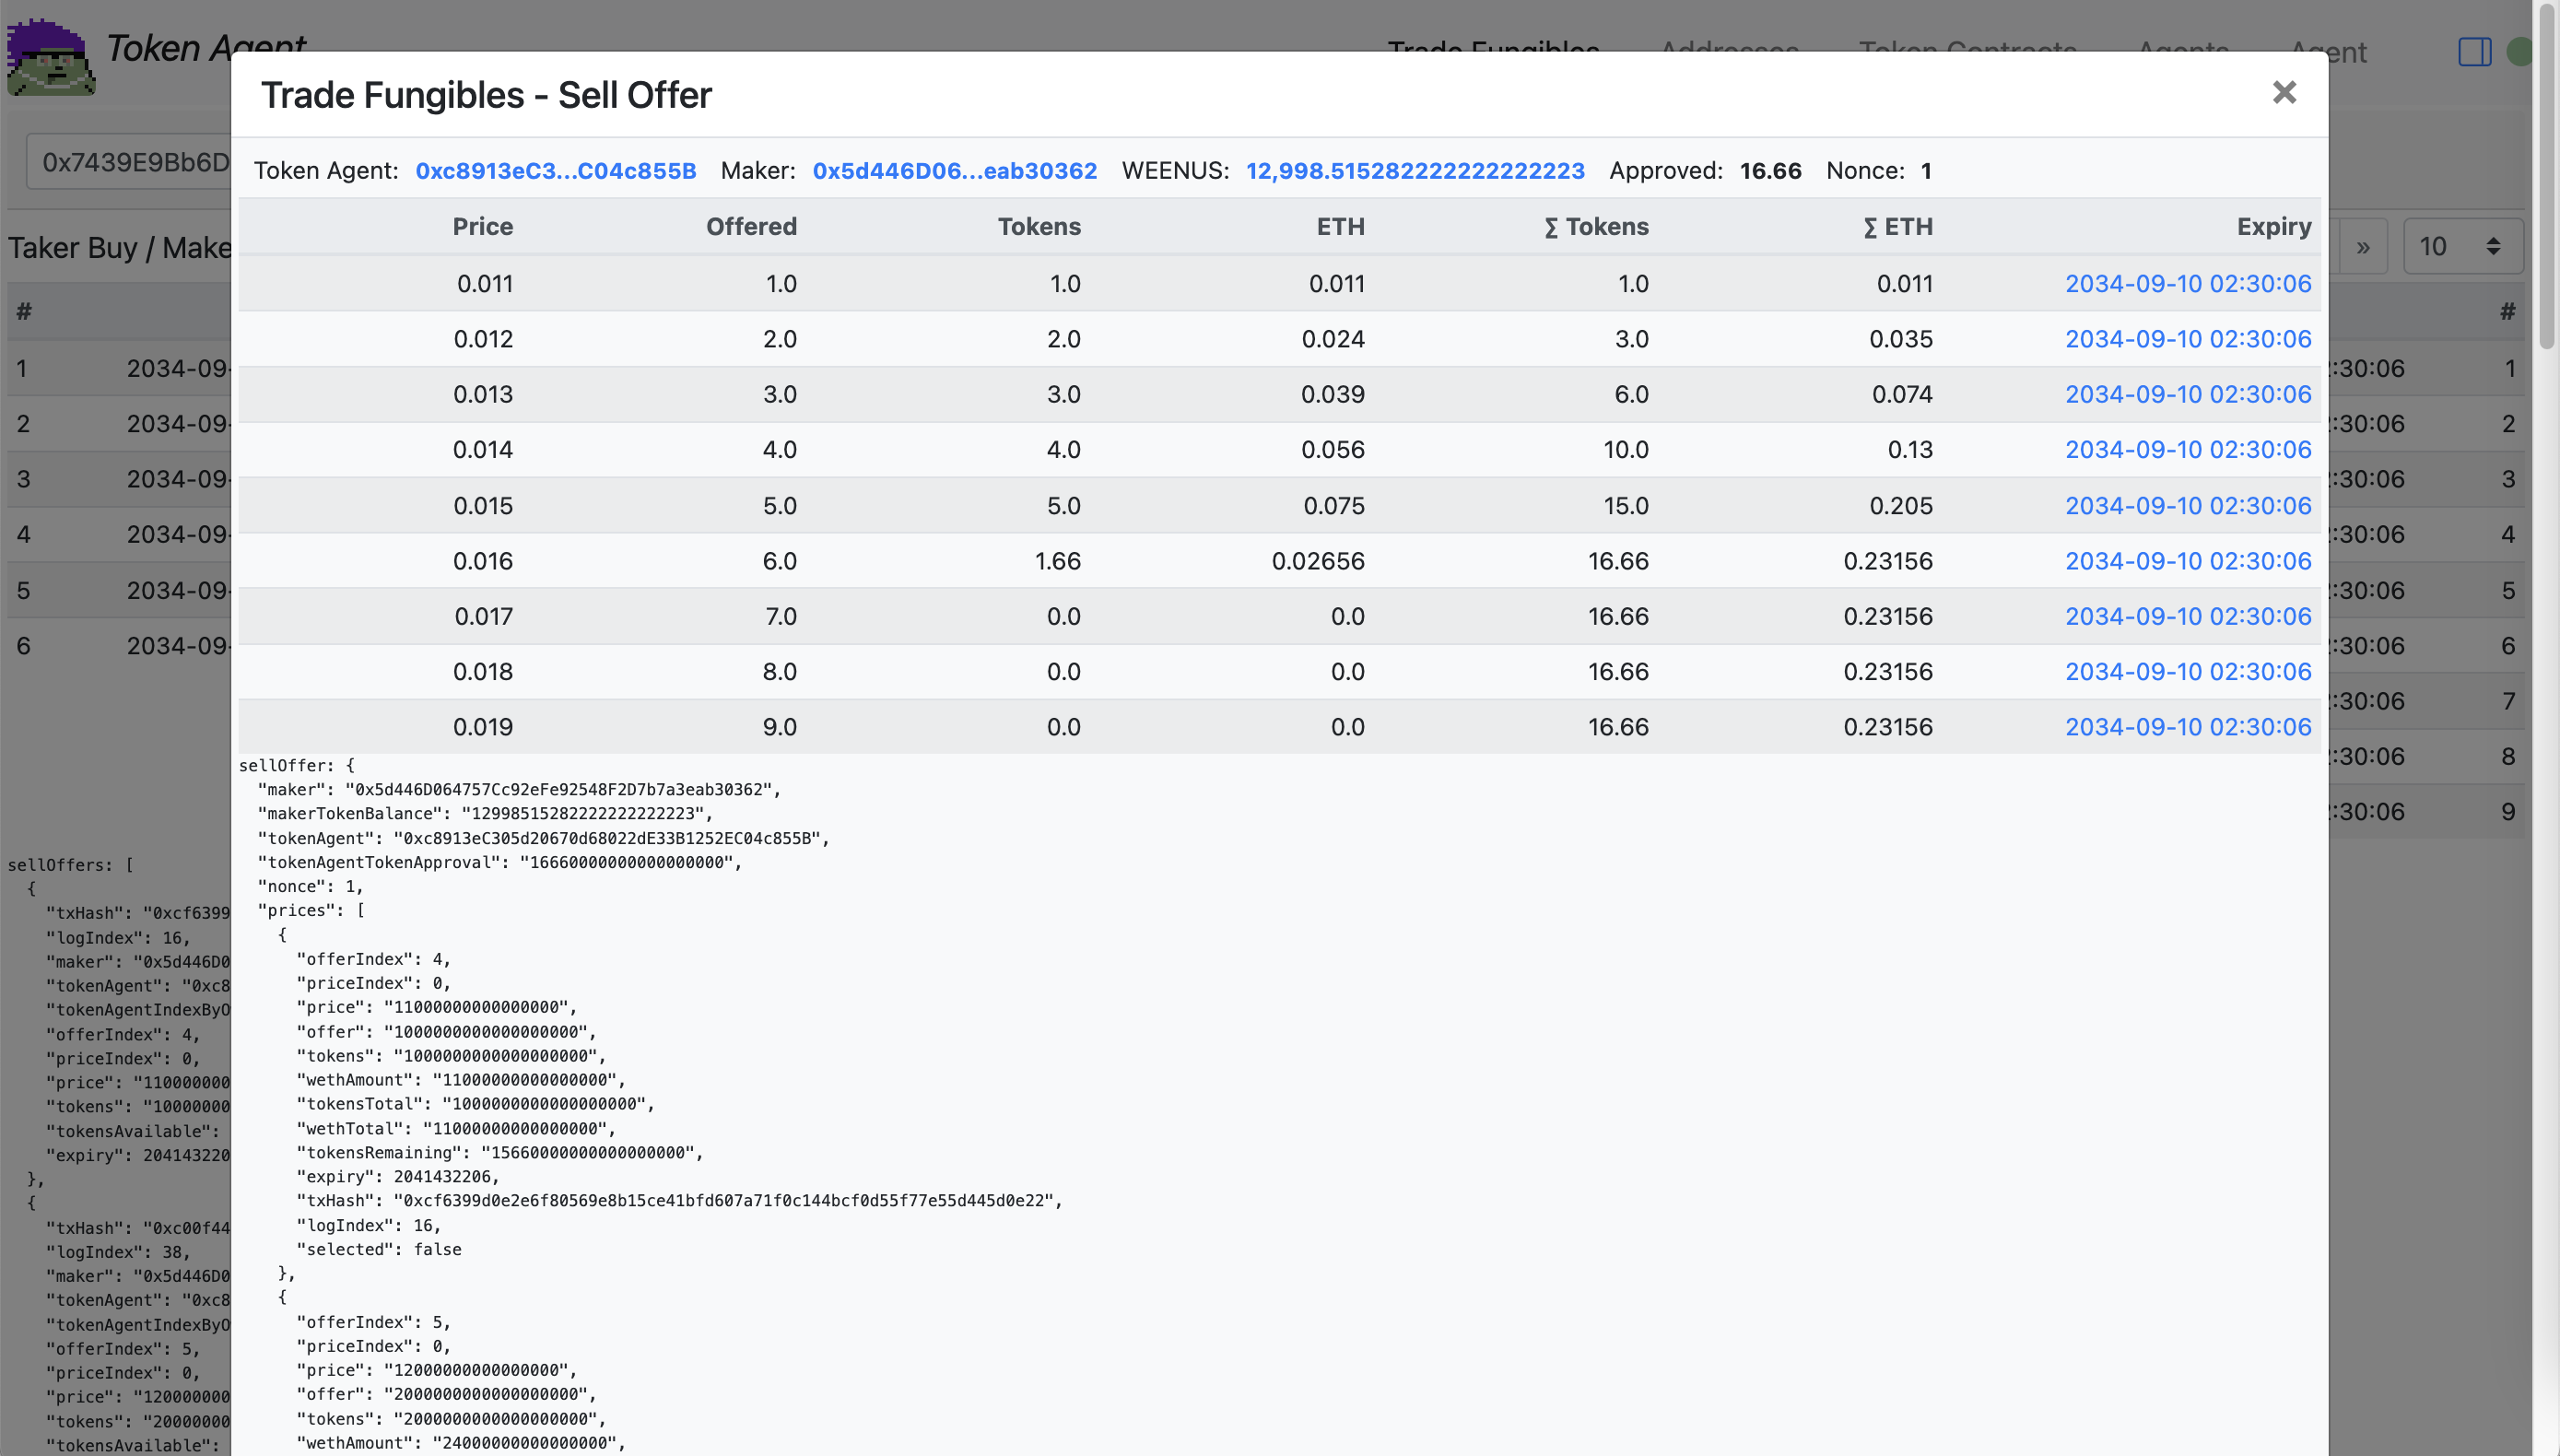 Token Agent
Trade Fungibles Addresses Token Contracts Agents Agent
Trade Fungibles - Sell Offer
×
0x7439E9Bb6D
Token Agent: 0xc8913eC3...C04c855B Maker: 0x5d446D06...eab30362 WEENUS: 12,998.515282222222222223 Approved: 16.66 Nonce: 1
Taker Buy / Make
» 10
Price Offered Tokens ETH ∑ Tokens ∑ ETH Expiry
0.011 1.0 1.0 0.011 1.0 0.011 2034-09-10 02:30:06
0.012 2.0 2.0 0.024 3.0 0.035 2034-09-10 02:30:06
0.013 3.0 3.0 0.039 6.0 0.074 2034-09-10 02:30:06
0.014 4.0 4.0 0.056 10.0 0.13 2034-09-10 02:30:06
0.015 5.0 5.0 0.075 15.0 0.205 2034-09-10 02:30:06
0.016 6.0 1.66 0.02656 16.66 0.23156 2034-09-10 02:30:06
0.017 7.0 0.0 0.0 16.66 0.23156 2034-09-10 02:30:06
0.018 8.0 0.0 0.0 16.66 0.23156 2034-09-10 02:30:06
0.019 9.0 0.0 0.0 16.66 0.23156 2034-09-10 02:30:06
sellOffer: {
"maker": "0x5d446D064757Cc92eFe92548F2D7b7a3eab30362",
"makerTokenBalance": "12998515282222222222223",
"tokenAgent": "0xc8913eC305d20670d68022dE33B1252EC04c855B",
"tokenAgentTokenApproval": "16660000000000000000",
"nonce": 1,
"prices": [
{
"offerIndex": 4,
"priceIndex": 0,
"price": "11000000000000000",
"offer": "1000000000000000000",
"tokens": "1000000000000000000",
"wethAmount": "11000000000000000",
"tokensTotal": "1000000000000000000",
"wethTotal": "11000000000000000",
"tokensRemaining": "15660000000000000000",
"expiry": 2041432206,
"txHash": "0xcf6399d0e2e6f80569e8b15ce41bfd607a71f0c144bcf0d55f77e55d445d0e22",
"logIndex": 16,
"selected": false
},
{
"offerIndex": 5,
"priceIndex": 0,
"price": "12000000000000000",
"offer": "2000000000000000000",
"tokens": "2000000000000000000",
"wethAmount": "24000000000000000",
#
1 2034-09-
2 2034-09-
3 2034-09-
4 2034-09-
5 2034-09-
6 2034-09-
#
:30:06 1
:30:06 2
:30:06 3
:30:06 4
:30:06 5
:30:06 6
:30:06 7
:30:06 8
:30:06 9
sellOffers: [
{
"txHash": "0xcf6399
"logIndex": 16,
"maker": "0x5d446D0
"tokenAgent": "0xc8
"tokenAgentIndexByO
"offerIndex": 4,
"priceIndex": 0,
"price": "110000000
"tokens": "10000000
"tokensAvailable":
"expiry": 204143220
},
{
"txHash": "0xc00f44
"logIndex": 38,
"maker": "0x5d446D0
"tokenAgent": "0xc8
"tokenAgentIndexByO
"offerIndex": 5,
"priceIndex": 0,
"price": "120000000
"tokens": "20000000
"tokensAvailable":